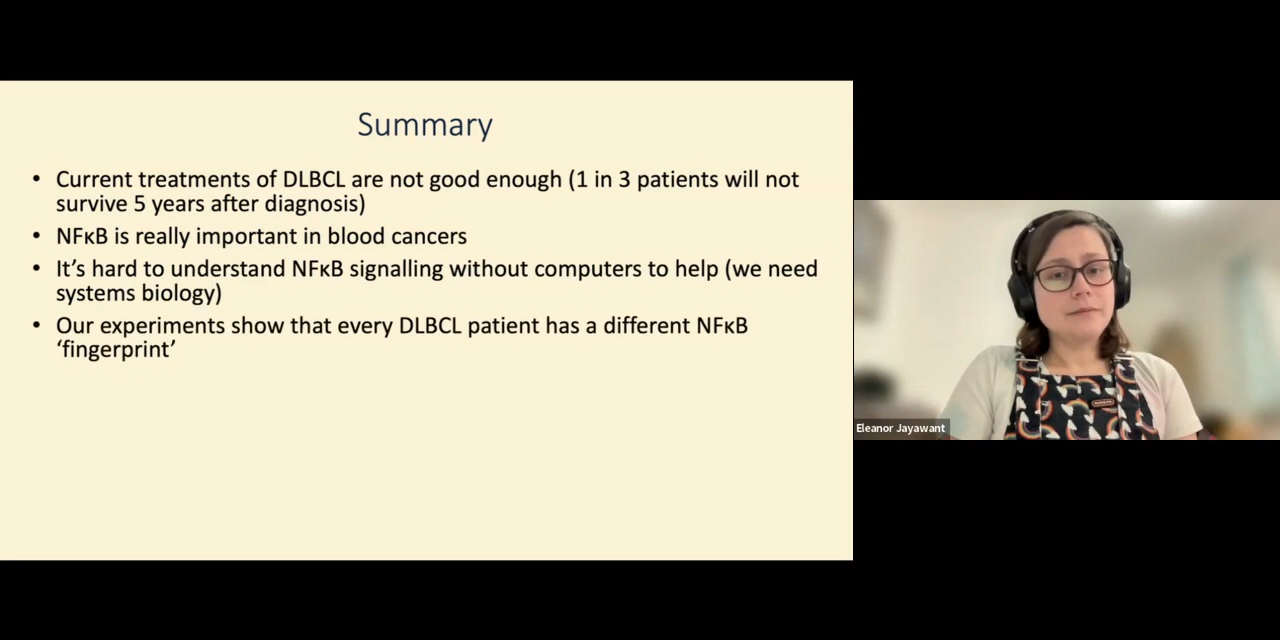 Summary
• Current treatments of DLBCL are not good enough (1 in 3 patients will not
survive 5 years after diagnosis)
• NFκB is really important in blood cancers
• It’s hard to understand NFκB signalling without computers to help (we need
systems biology)
• Our experiments show that every DLBCL patient has a different NFκB
‘fingerprint’
Eleanor Jayawant